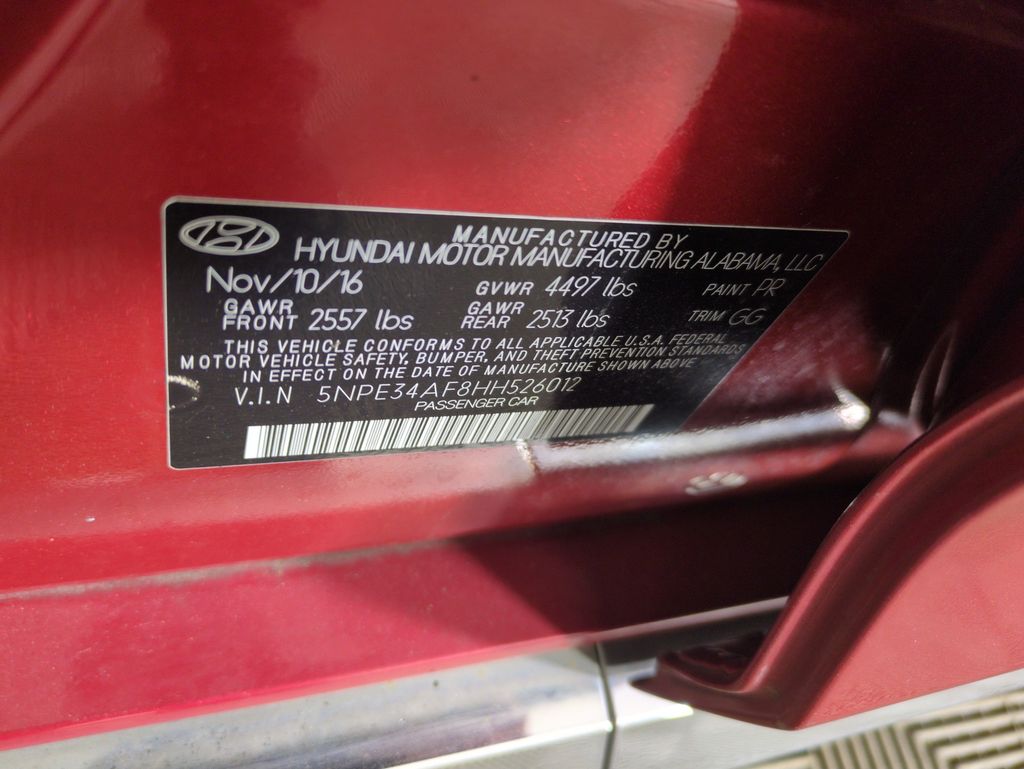 MANUFACTURED BY
HYUNDAI MOTOR MANUFACTURING ALABAMA, LLC
Nov/10/16 GVWR 4497 lbs PAINT PR
GAWR FRONT 2557 lbs GAWR REAR 2513 lbs TRIM GG
THIS VEHICLE CONFORMS TO ALL APPLICABLE U.S.A. FEDERAL
MOTOR VEHICLE SAFETY, BUMPER, AND THEFT PREVENTION STANDARDS
IN EFFECT ON THE DATE OF MANUFACTURE SHOWN ABOVE
V.I.N 5NPE34AF8HH526012
PASSENGER CAR